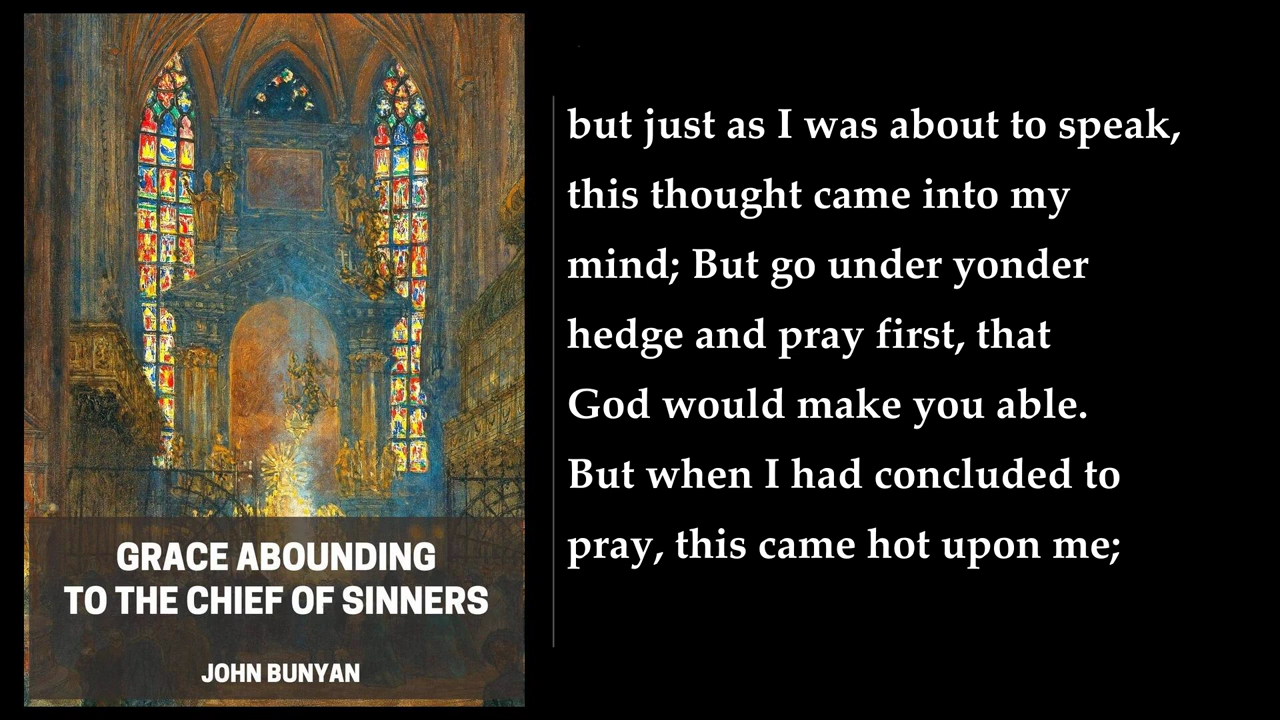 GRACE ABOUNDING
TO THE CHIEF OF SINNERS
JOHN BUNYAN
but just as I was about to speak,
this thought came into my
mind; But go under yonder
hedge and pray first, that
God would make you able.
But when I had concluded to
pray, this came hot upon me;